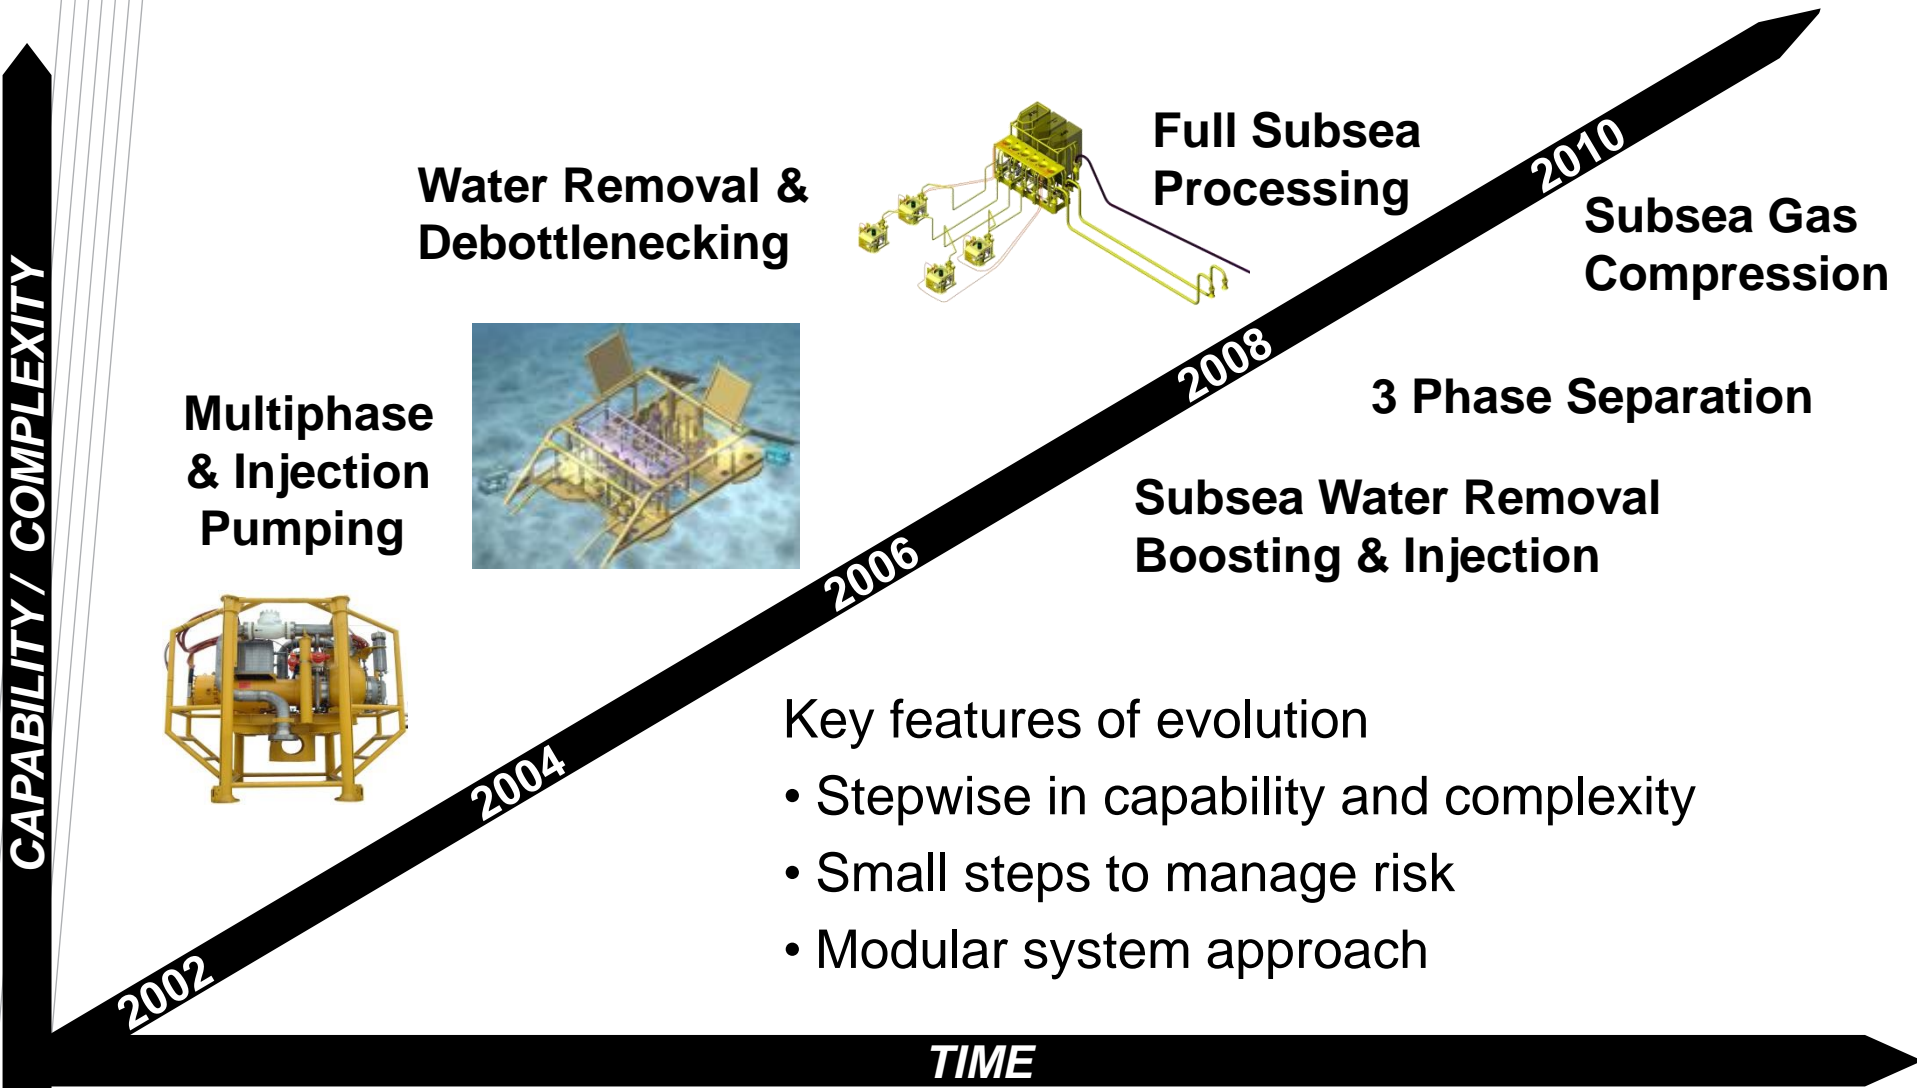 CAPABILITY / COMPLEXITY
Multiphase
& Injection
Pumping
Water Removal &
Debottlenecking
Full Subsea
Processing
2002
2004
2006
2008
2010
Subsea Gas
Compression
3 Phase Separation
Subsea Water Removal
Boosting & Injection
Key features of evolution
• Stepwise in capability and complexity
• Small steps to manage risk
• Modular system approach
TIME